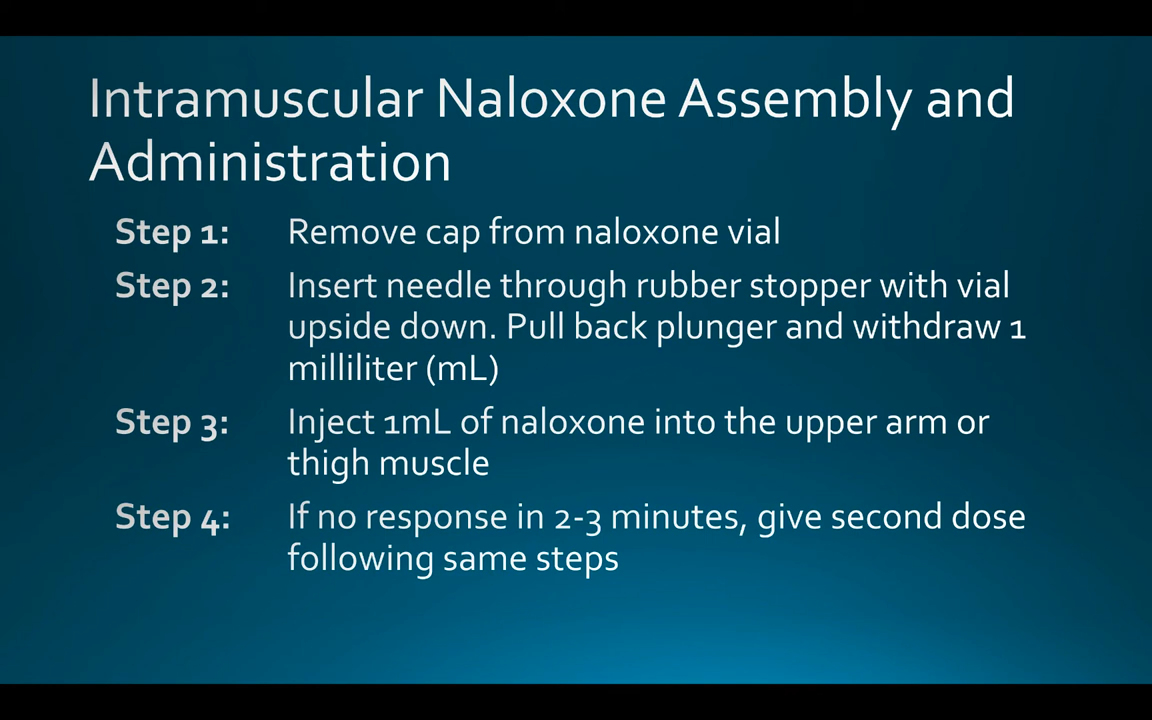 Intramuscular Naloxone Assembly and
Administration
Step 1: Remove cap from naloxone vial
Step 2: Insert needle through rubber stopper with vial
upside down. Pull back plunger and withdraw 1
milliliter (mL)
Step 3: Inject 1mL of naloxone into the upper arm or
thigh muscle
Step 4: If no response in 2-3 minutes, give second dose
following same steps